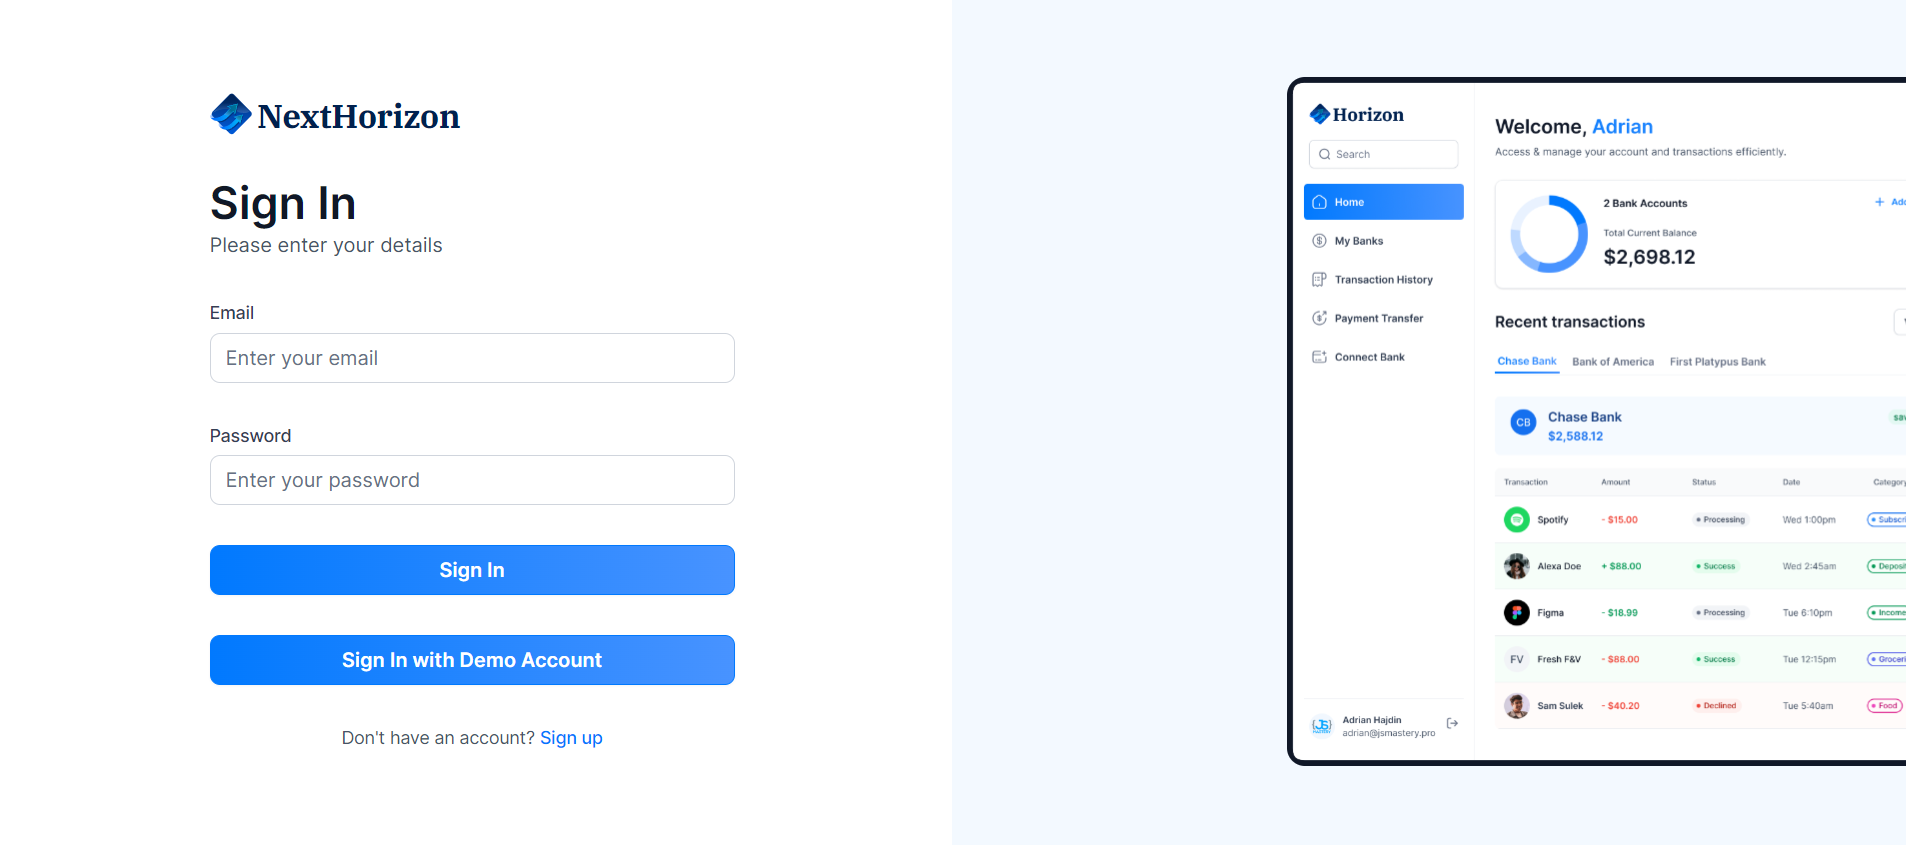 NextHorizon
Sign In
Please enter your details
Email
Enter your email
Password
Enter your password
Sign In
Sign In with Demo Account
Don't have an account? Sign up
Horizon
Search
Home
My Banks
Transaction History
Payment Transfer
Connect Bank
Adrian Hajdin
adrian@jsmastery.pro
Welcome, Adrian
Access & manage your account and transactions efficiently.
2 Bank Accounts
Total Current Balance
$2,698.12
Recent transactions
Chase Bank Bank of America First Platypus Bank
CB
Chase Bank
$2,588.12
Transaction Amount Status Date Category
Spotify - $15.00 Processing Wed 1:00pm
Alexa Doe + $88.00 Success Wed 2:45am
Figma - $18.99 Processing Tue 6:10pm Income
FV Fresh F&V - $88.00 Success Tue 12:15pm
Sam Sulek - $40.20 Declined Tue 5:40am Food